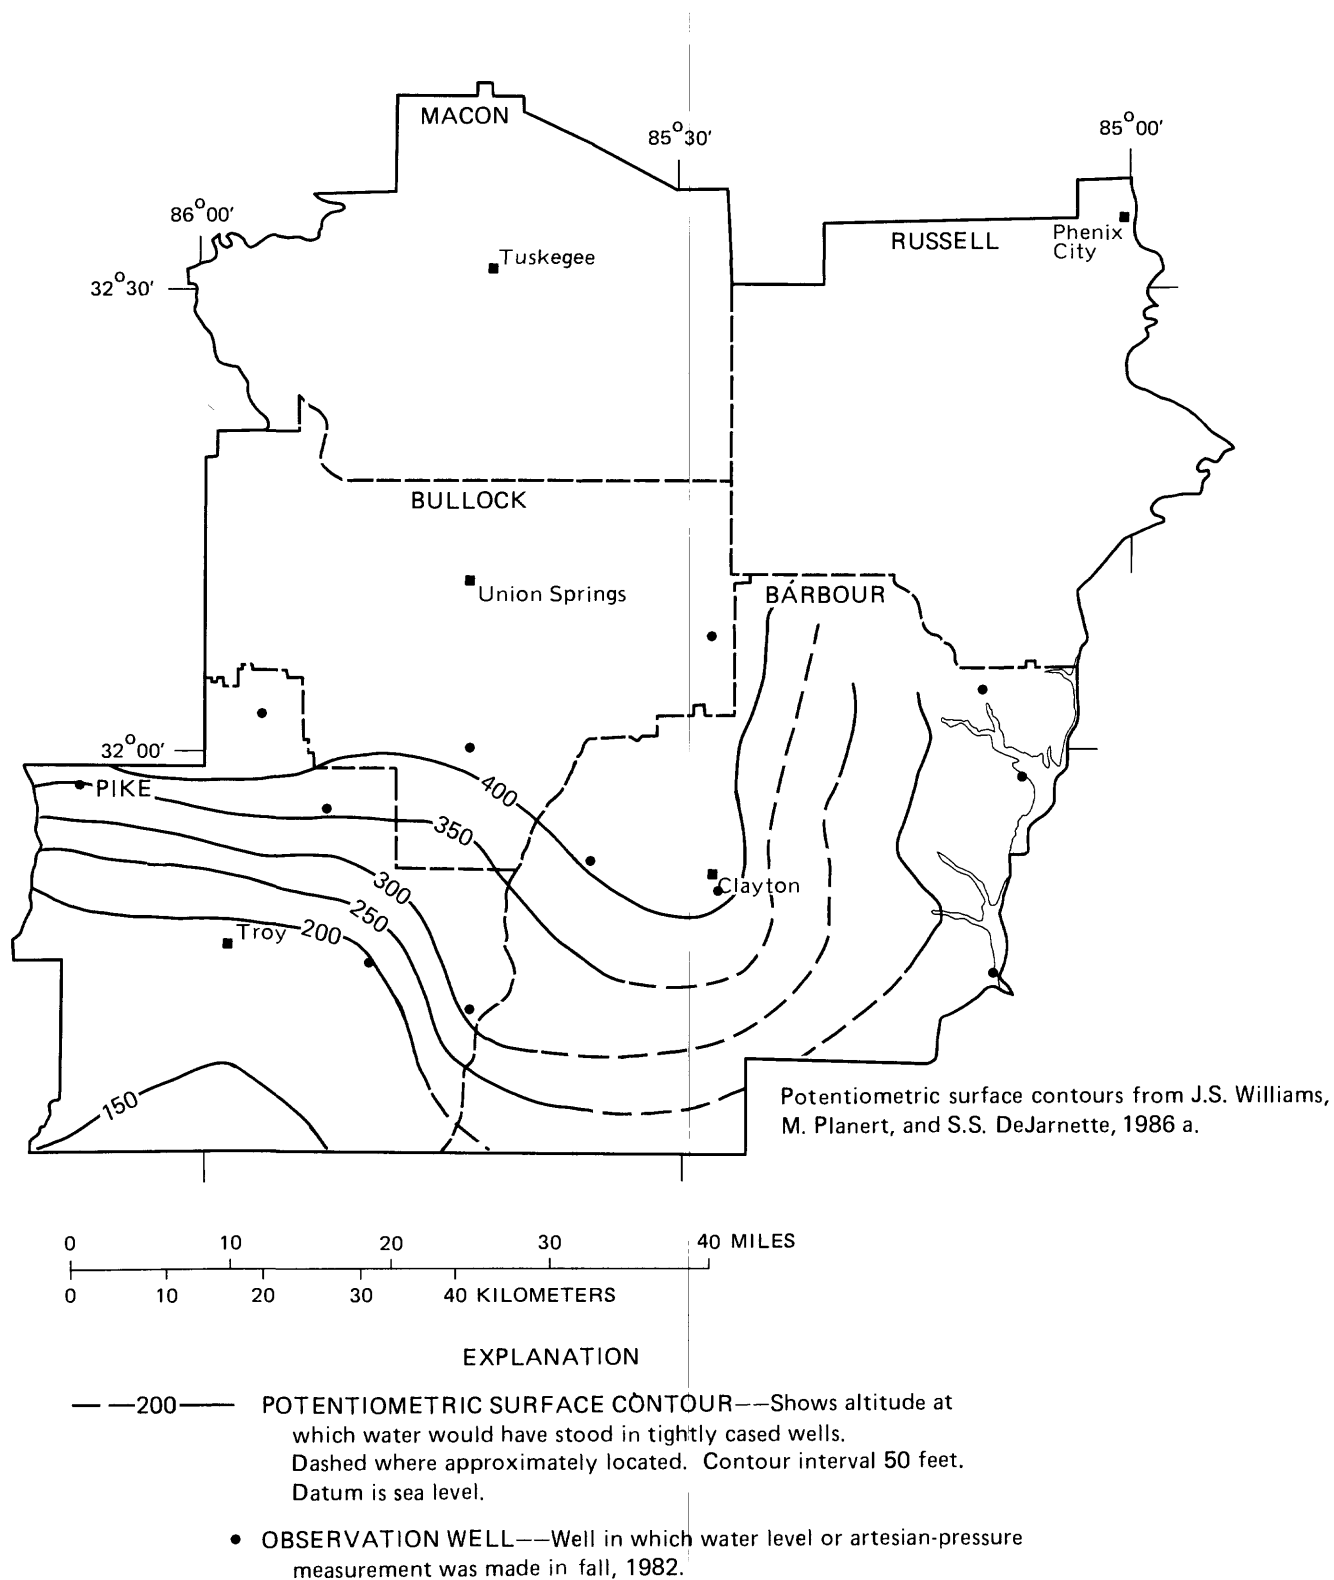 MACON
85°30'
85°00'
86°00'
RUSSELL
Phenix
City
Tuskegee
32°30'
BULLOCK
Union Springs
BARBOUR
32°00'
PIKE
400
350
300
Clayton
250
Troy
200
150
Potentiometric surface contours from J.S. Williams,
M. Planert, and S.S. DeJarnette, 1986 a.
0 10 20 30 40 MILES
0 10 20 30 40 KILOMETERS
EXPLANATION
— —200—— POTENTIOMETRIC SURFACE CONTOUR——Shows altitude at
which water would have stood in tightly cased wells.
Dashed where approximately located. Contour interval 50 feet.
Datum is sea level.
● OBSERVATION WELL——Well in which water level or artesian-pressure
measurement was made in fall, 1982.